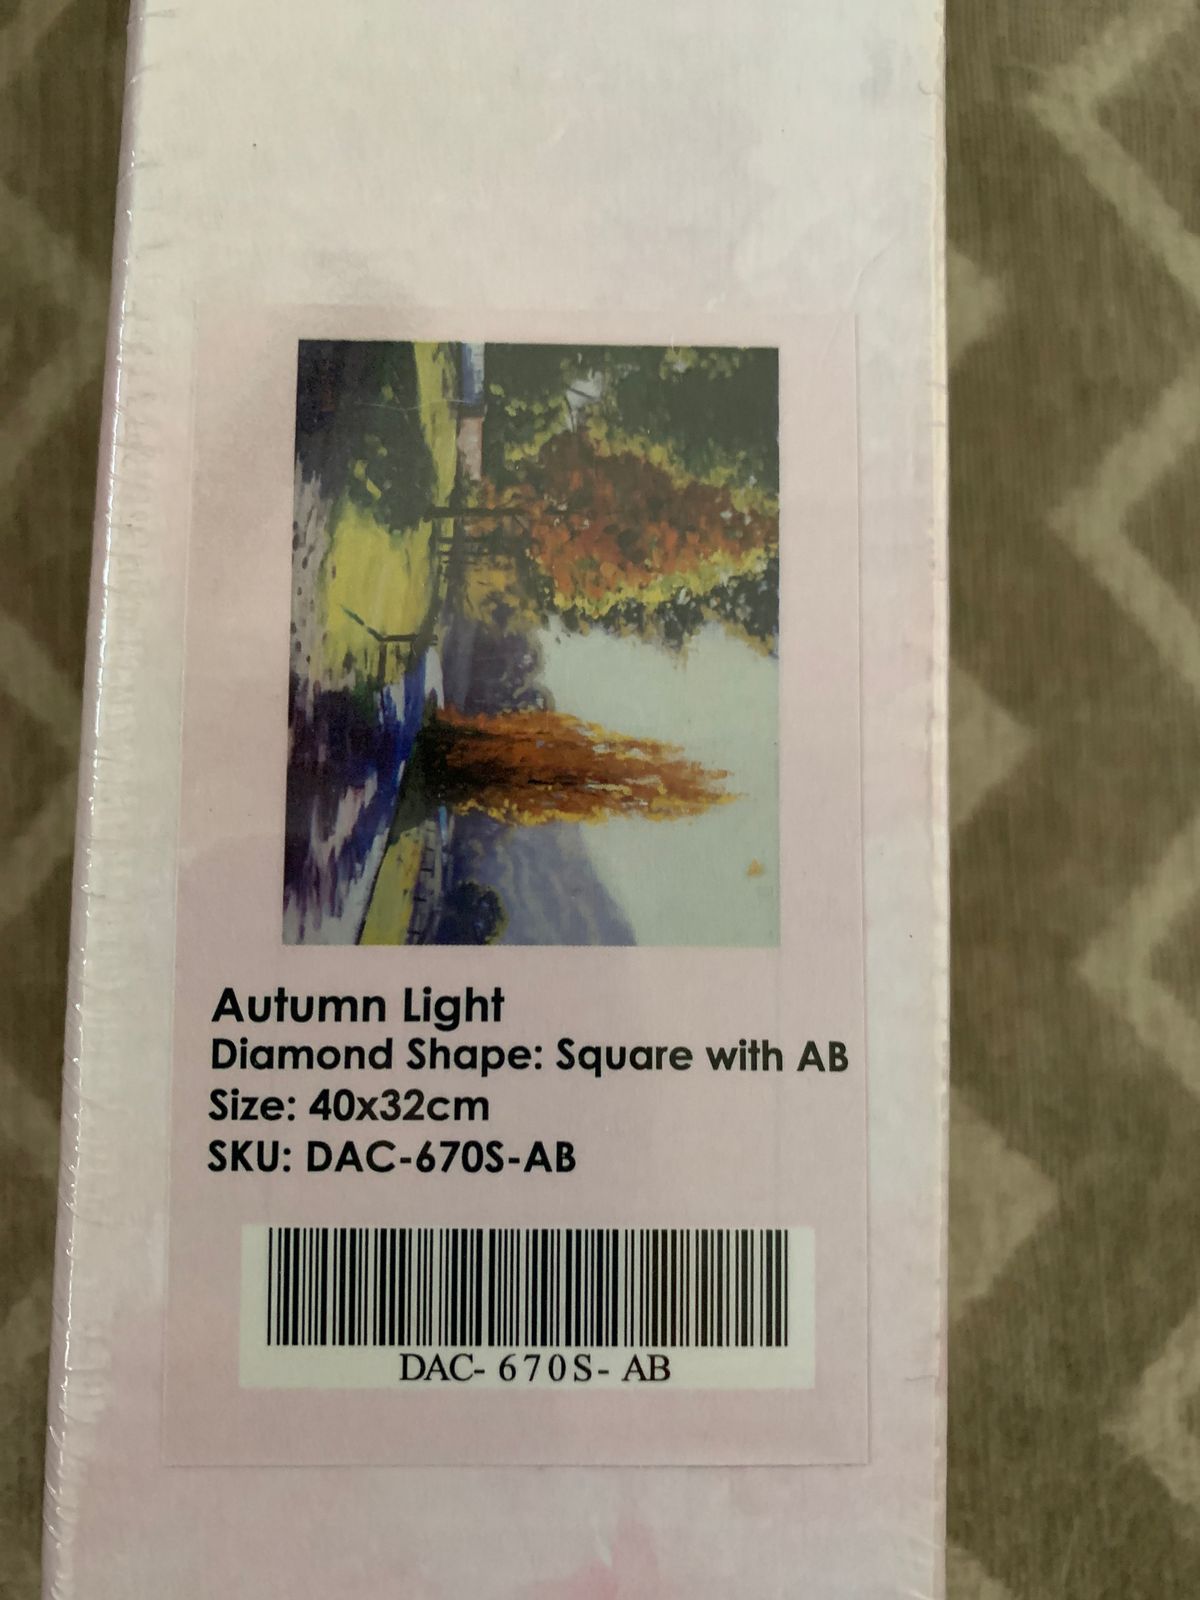 Autumn Light
Diamond Shape: Square with AB
Size: 40x32cm
SKU: DAC-670S-AB
DAC- 670S- AB